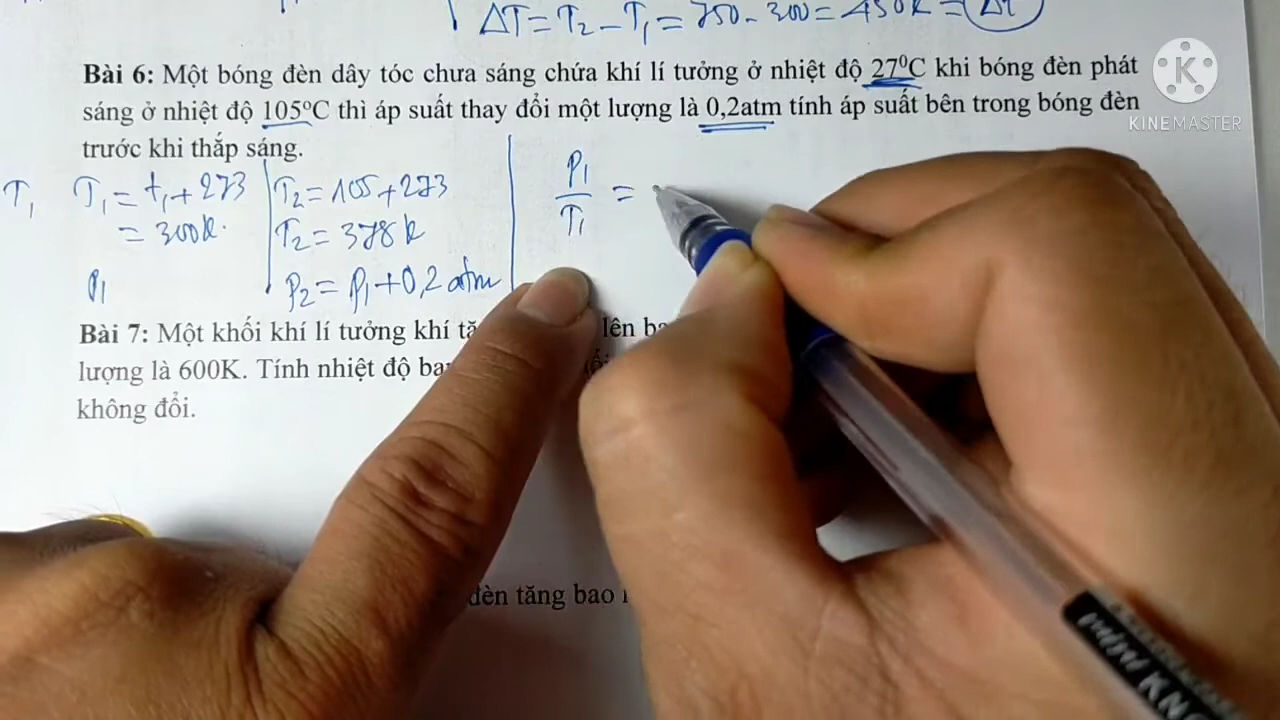 ΔT = T₂ - T₁ = 750 - 300 = 450K = Δt
Bài 6: Một bóng đèn dây tóc chưa sáng chứa khí lí tưởng ở nhiệt độ 27⁰C khi bóng đèn phát
sáng ở nhiệt độ 105°C thì áp suất thay đổi một lượng là 0,2atm tính áp suất bên trong bóng đèn
trước khi thắp sáng.
KINEMASTER
T₁ T₁ = t₁ + 273
= 300K.
P₁
T₂ = 105 + 273
T₂ = 378 K
P₂ = P₁ + 0,2 atm
P₁
T₁
=
Bài 7: Một khối khí lí tưởng khí lên
lượng là 600K. Tính nhiệt độ
không đổi.
đèn tăng bao